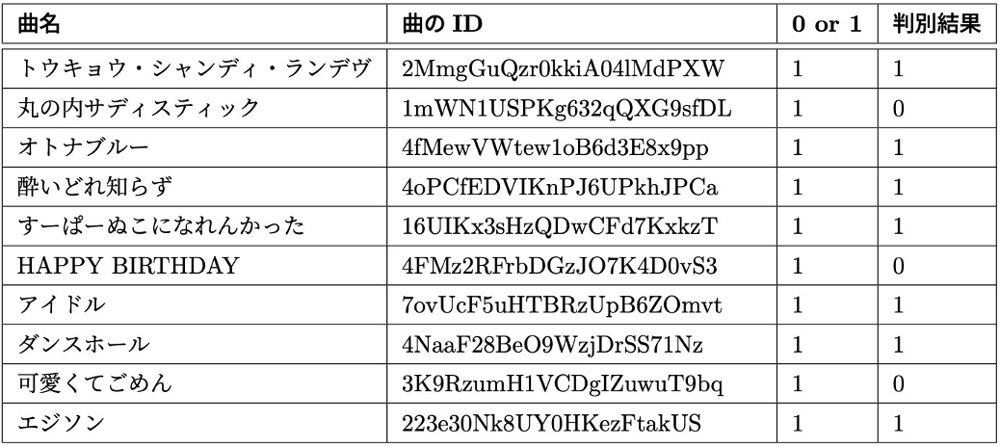 曲名 曲の ID 0 or 1 判別結果
トウキョウ・シャンディ・ランデヴ 2MmgGuQzr0kkiA04lMdPXW 1 1
丸の内サディスティック 1mWN1USPKg632qQXG9sfDL 1 0
オトナブルー 4fMewVWtew1oB6d3E8x9pp 1 1
酔いどれ知らず 4oPCfEDVIKnPJ6UPkhJPCa 1 1
すーぱーぬこになれんかった 16UIKx3sHzQDwCFd7KxkzT 1 1
HAPPY BIRTHDAY 4FMz2RFrbDGzJO7K4D0vS3 1 0
アイドル 7ovUcF5uHTBRzUpB6ZOmvt 1 1
ダンスホール 4NaaF28BeO9WzjDrSS71Nz 1 1
可愛くてごめん 3K9RzumH1VCDgIZuwuT9bq 1 0
エジソン 223e30Nk8UY0HKezFtakUS 1 1